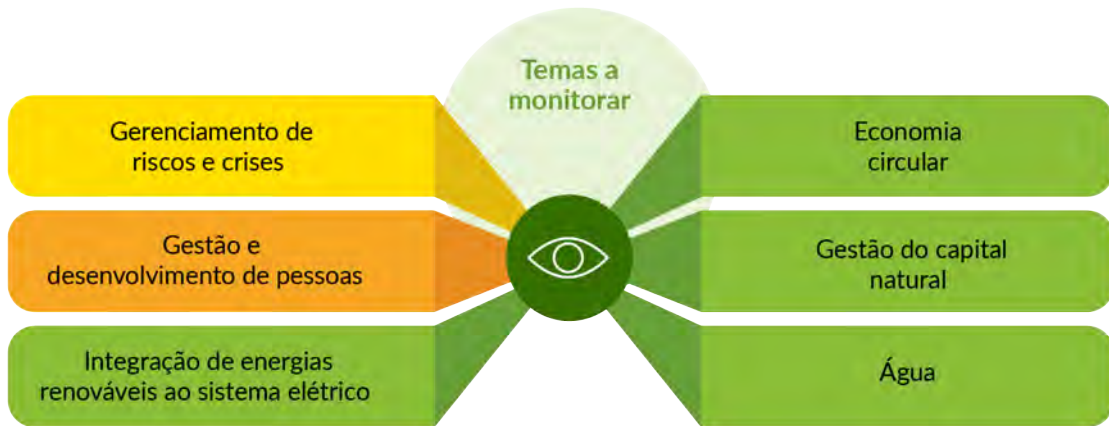 Temas a
monitorar
Gerenciamento de
riscos e crises
Gestão e
desenvolvimento de pessoas
Integração de energias
renováveis ao sistema elétrico
Economia
circular
Gestão do capital
natural
Água